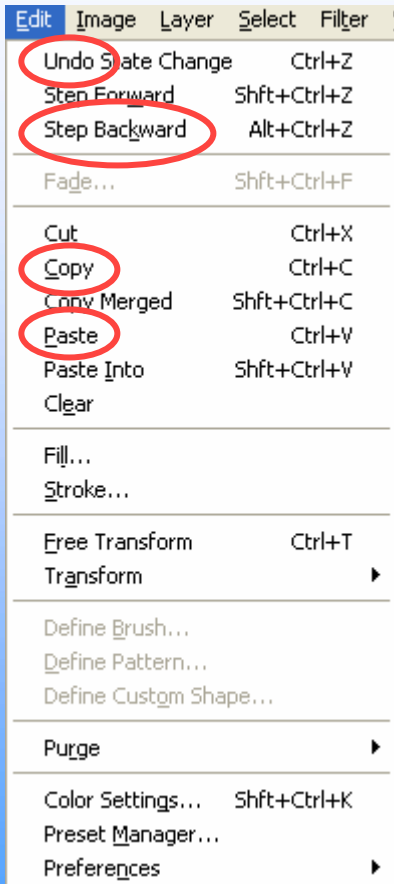 Edit Image Layer Select Filter
Undo State Change Ctrl+Z
Step Forward Shft+Ctrl+Z
Step Backward Alt+Ctrl+Z
Fade... Shft+Ctrl+F
Cut Ctrl+X
Copy Ctrl+C
Copy Merged Shft+Ctrl+C
Paste Ctrl+V
Paste Into Shft+Ctrl+V
Clear
Fill...
Stroke...
Free Transform Ctrl+T
Transform
Define Brush...
Define Pattern...
Define Custom Shape...
Purge
Color Settings... Shft+Ctrl+K
Preset Manager...
Preferences